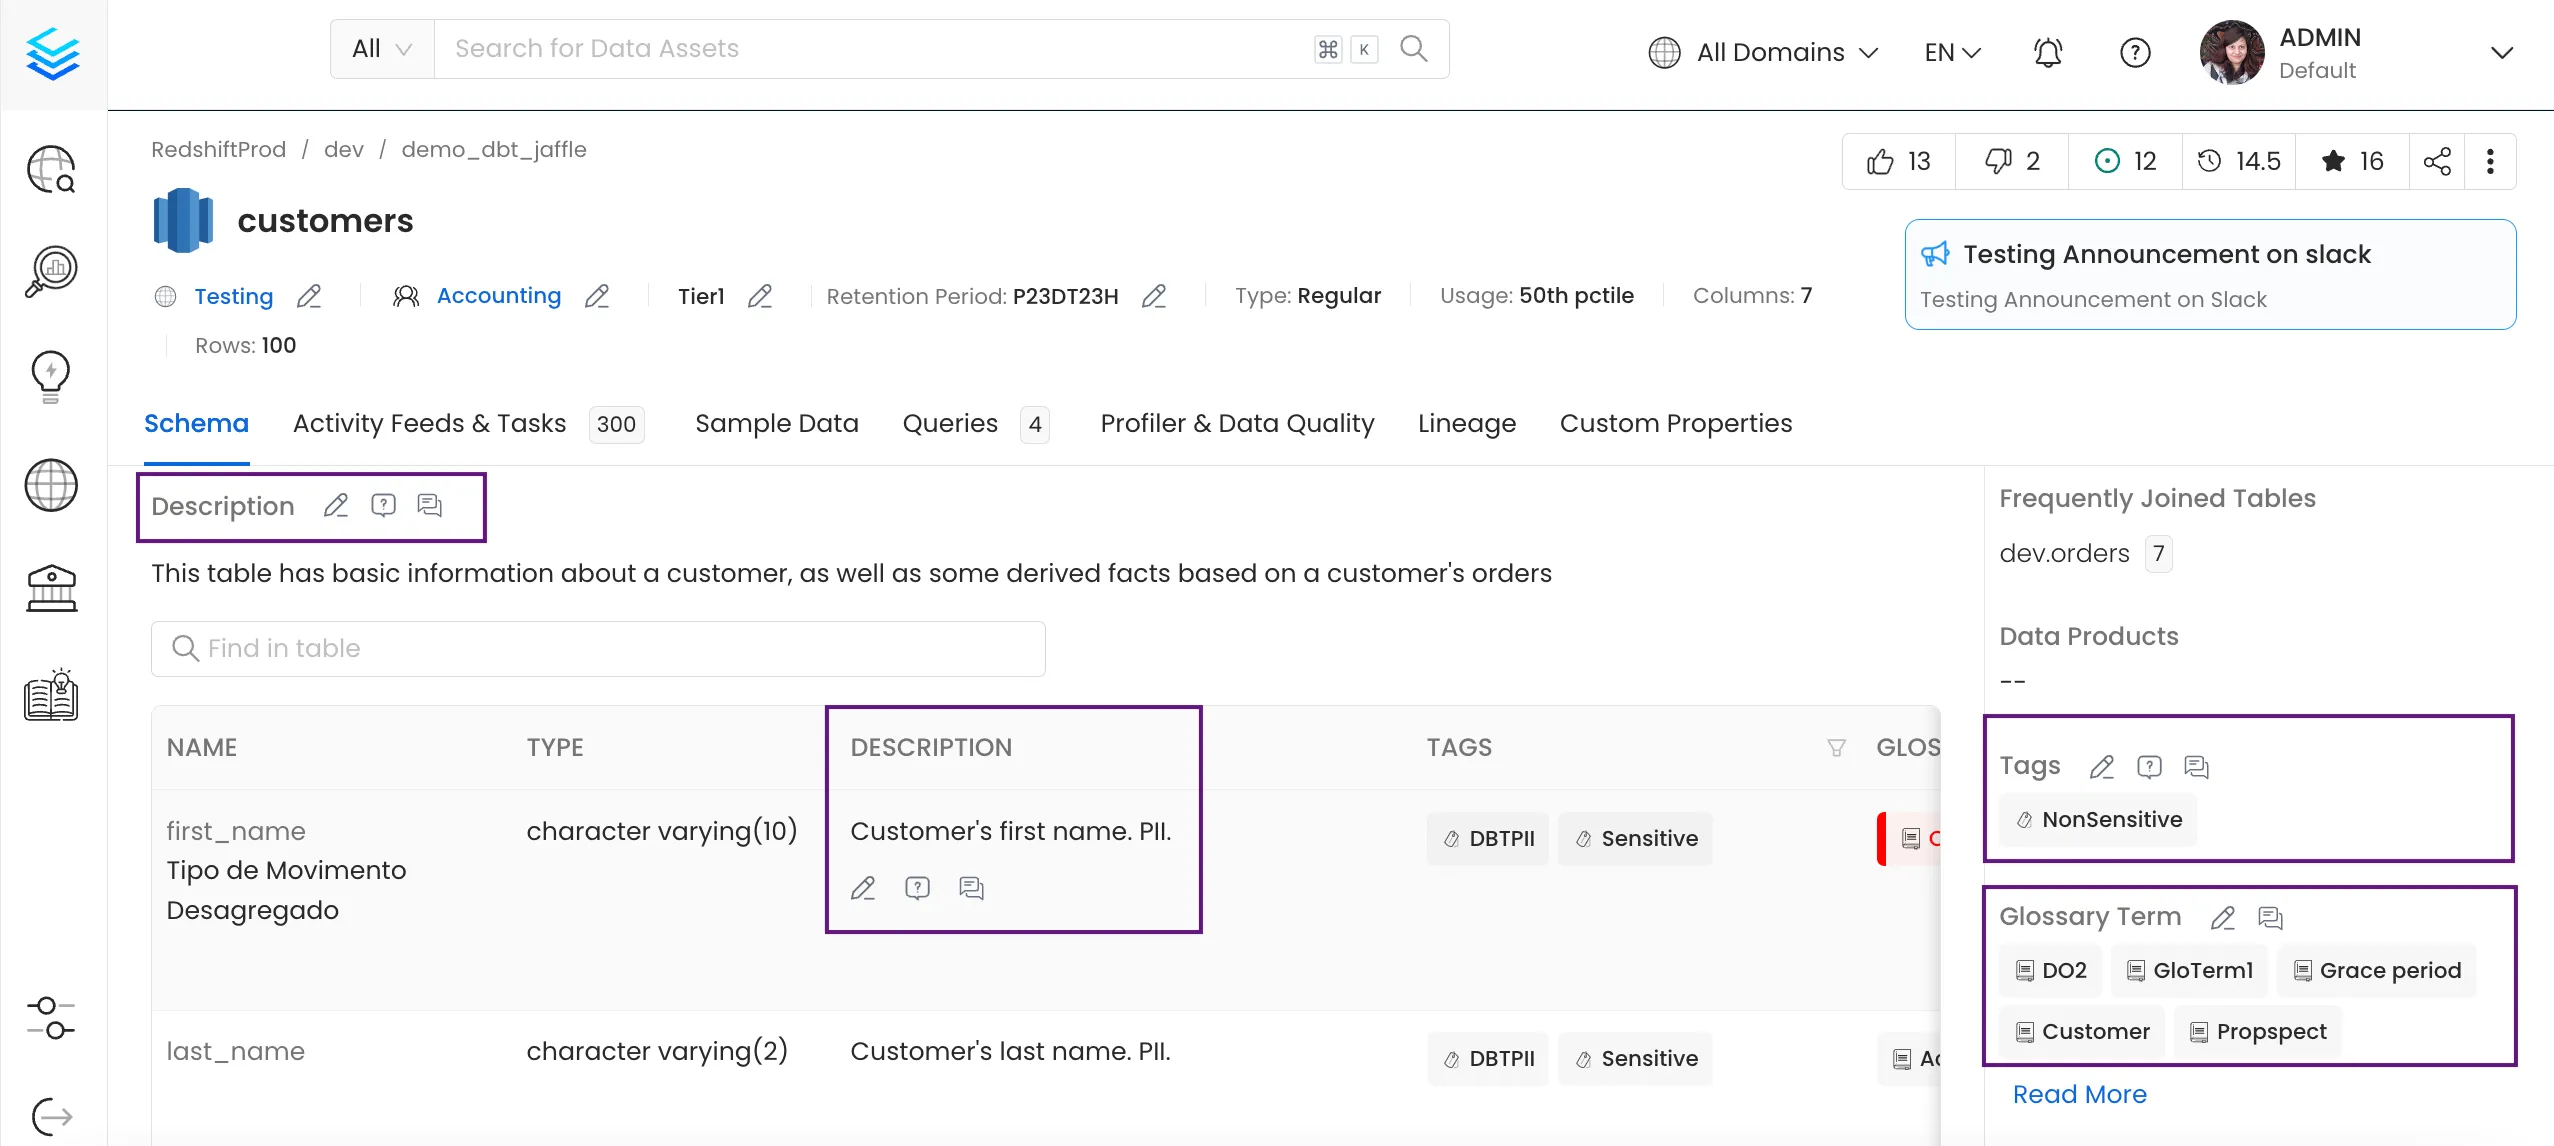 All Search for Data Assets ⌘ K All Domains EN ADMIN
Default
RedshiftProd / dev / demo_dbt_jaffle
13 2 12 14.5 16
customers
Testing Announcement on slack
Testing Announcement on Slack
Testing Accounting Tier1 Retention Period: P23DT23H Type: Regular Usage: 50th pctile Columns: 7
Rows: 100
Schema Activity Feeds & Tasks 300 Sample Data Queries 4 Profiler & Data Quality Lineage Custom Properties
Description
This table has basic information about a customer, as well as some derived facts based on a customer's orders
Find in table
NAME TYPE DESCRIPTION TAGS GLOS
first_name character varying(10) Customer's first name. PII. DBTPII Sensitive
Tipo de Movimento
Desagregado
last_name character varying(2) Customer's last name. PII. DBTPII Sensitive
Frequently Joined Tables
dev.orders 7
Data Products
--
Tags
NonSensitive
Glossary Term
DO2 GloTerm1 Grace period
Customer Propspect
Read More